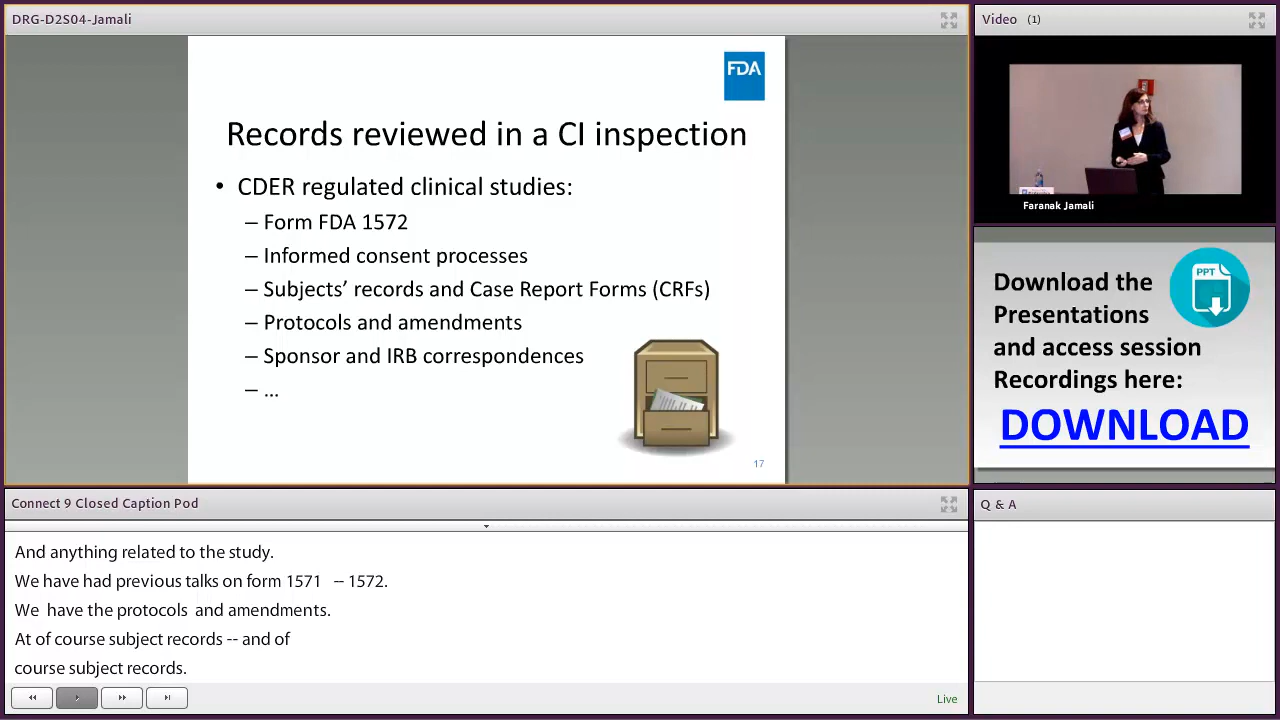 DRG-D2S04-Jamali
FDA
Records reviewed in a CI inspection
• CDER regulated clinical studies:
– Form FDA 1572
– Informed consent processes
– Subjects’ records and Case Report Forms (CRFs)
– Protocols and amendments
– Sponsor and IRB correspondences
– ...
17
Video (1)
Faranak Jamali
PPT
Download the
Presentations
and access session
Recordings here:
DOWNLOAD
Connect 9 Closed Caption Pod
And anything related to the study.
We have had previous talks on form 1571 -- 1572.
We have the protocols and amendments.
At of course subject records -- and of
course subject records.
Live
Q & A